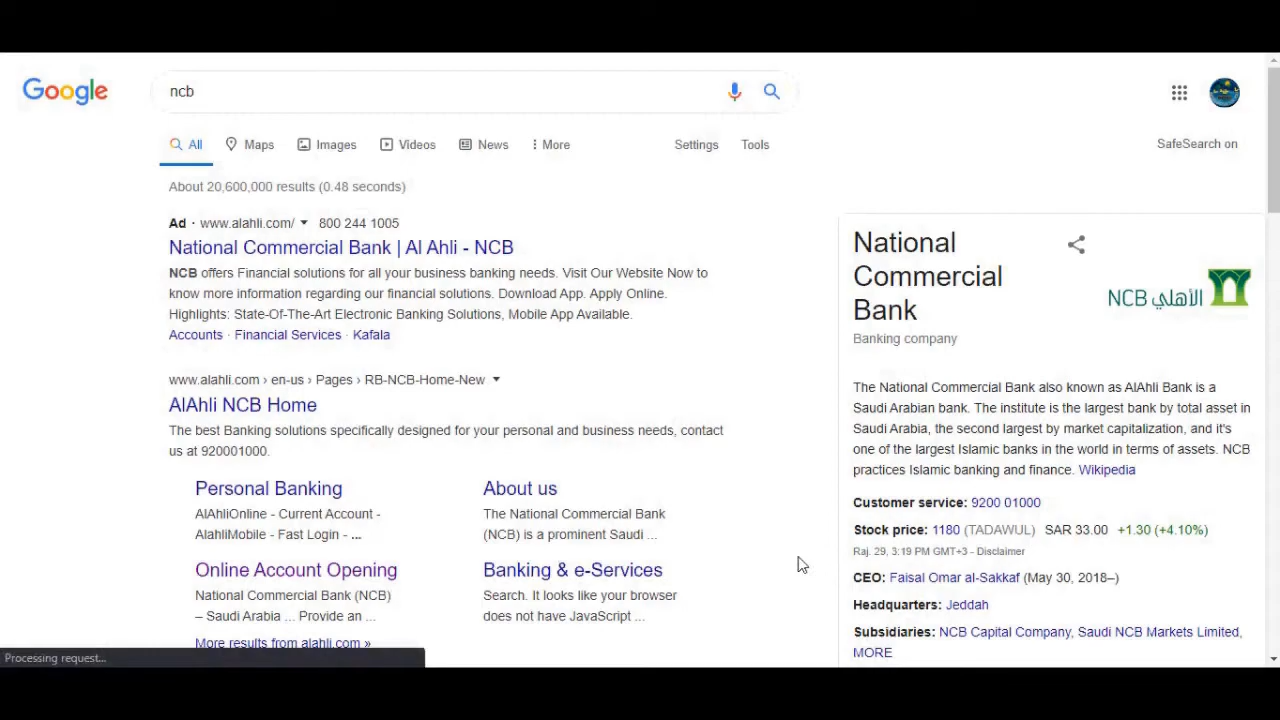 Google
ncb
All
Maps
Images
Videos
News
More
Settings
Tools
SafeSearch on
About 20,600,000 results (0.48 seconds)
Ad · www.alahli.com/ 800 244 1005
National Commercial Bank | Al Ahli - NCB
NCB offers Financial solutions for all your business banking needs. Visit Our Website Now to
know more information regarding our financial solutions. Download App. Apply Online.
Highlights: State-Of-The-Art Electronic Banking Solutions, Mobile App Available.
Accounts · Financial Services · Kafala
www.alahli.com › en-us › Pages › RB-NCB-Home-New
AlAhli NCB Home
The best Banking solutions specifically designed for your personal and business needs, contact
us at 920001000.
Personal Banking
AlAhliOnline - Current Account -
AlahliMobile - Fast Login - ...
About us
The National Commercial Bank
(NCB) is a prominent Saudi ...
Online Account Opening
National Commercial Bank (NCB)
– Saudi Arabia ... Provide an ...
Banking & e-Services
Search. It looks like your browser
does not have JavaScript ...
More results from alahli.com »
Processing request...
National
Commercial
Bank
Banking company
NCB الأهلي
The National Commercial Bank also known as AlAhli Bank is a
Saudi Arabian bank. The institute is the largest bank by total asset in
Saudi Arabia, the second largest by market capitalization, and it's
one of the largest Islamic banks in the world in terms of assets. NCB
practices Islamic banking and finance. Wikipedia
Customer service: 9200 01000
Stock price: 1180 (TADAWUL) SAR 33.00 +1.30 (+4.10%)
Raj. 29, 3:19 PM GMT+3 - Disclaimer
CEO: Faisal Omar al-Sakkaf (May 30, 2018–)
Headquarters: Jeddah
Subsidiaries: NCB Capital Company, Saudi NCB Markets Limited,
MORE